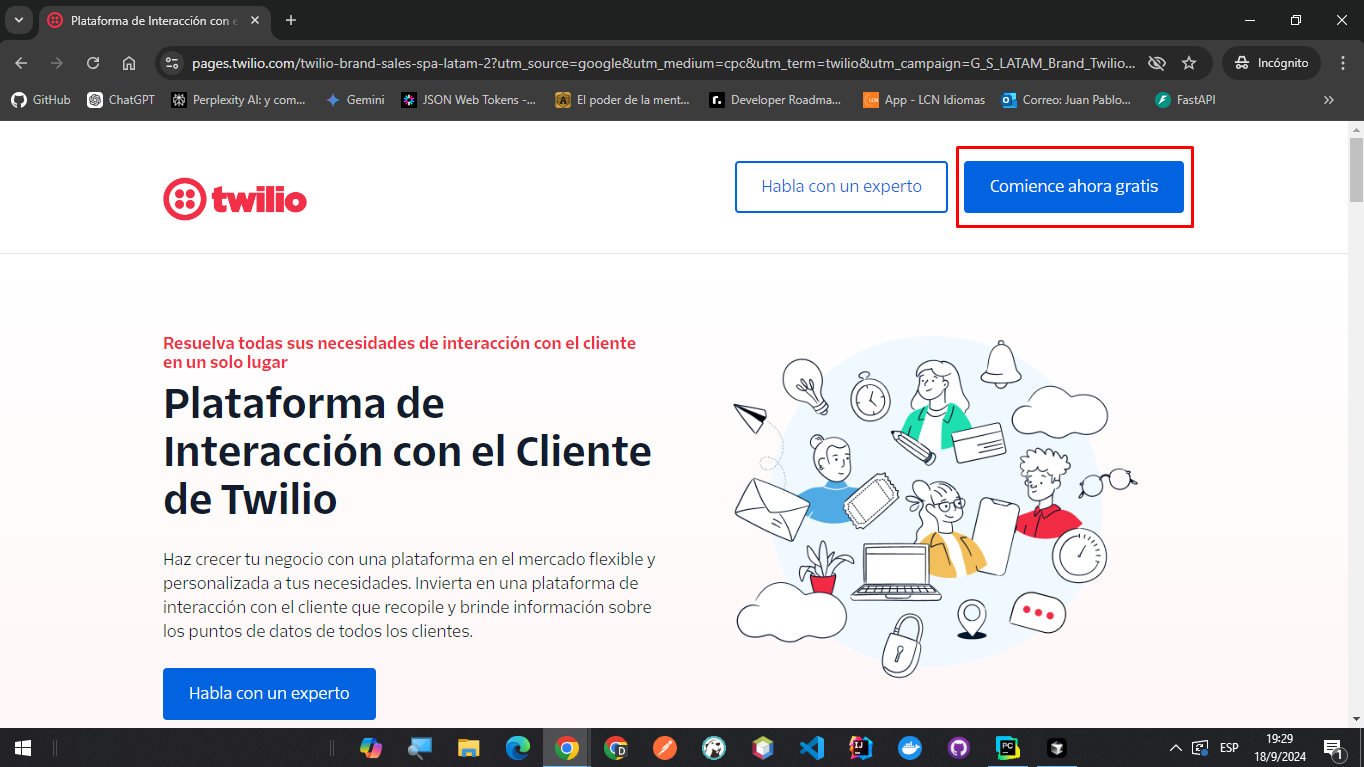 Plataforma de Interacción con e
pages.twilio.com/twilio-brand-sales-spa-latam-2?utm_source=google&utm_medium=cpc&utm_term=twilio&utm_campaign=G_S_LATAM_Brand_Twilio...
Incógnito
GitHub
ChatGPT
Perplexity AI: y com...
Gemini
JSON Web Tokens -...
El poder de la ment...
Developer Roadma...
App - LCN Idiomas
Correo: Juan Pablo...
FastAPI
twilio
Habla con un experto
Comience ahora gratis
Resuelva todas sus necesidades de interacción con el cliente
en un solo lugar
Plataforma de
Interacción con el Cliente
de Twilio
Haz crecer tu negocio con una plataforma en el mercado flexible y
personalizada a tus necesidades. Invierta en una plataforma de
interacción con el cliente que recopile y brinde información sobre
los puntos de datos de todos los clientes.
Habla con un experto
ESP
19:29
18/9/2024
1